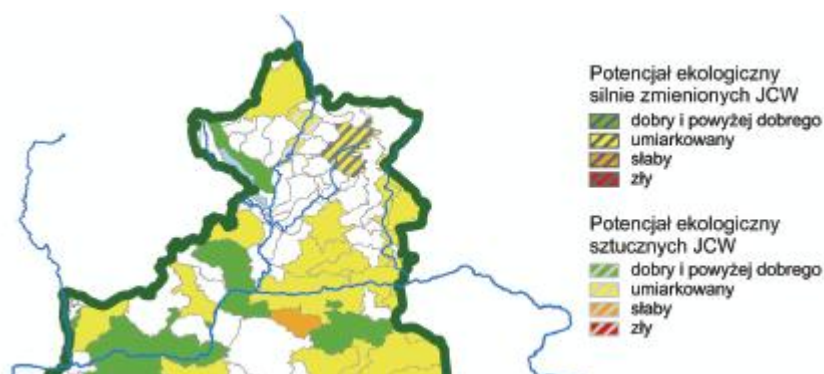 Potencjał ekologiczny
silnie zmienionych JCW
dobry i powyżej dobrego
umiarkowany
słaby
zły
Potencjał ekologiczny
sztucznych JCW
dobry i powyżej dobrego
umiarkowany
słaby
zły